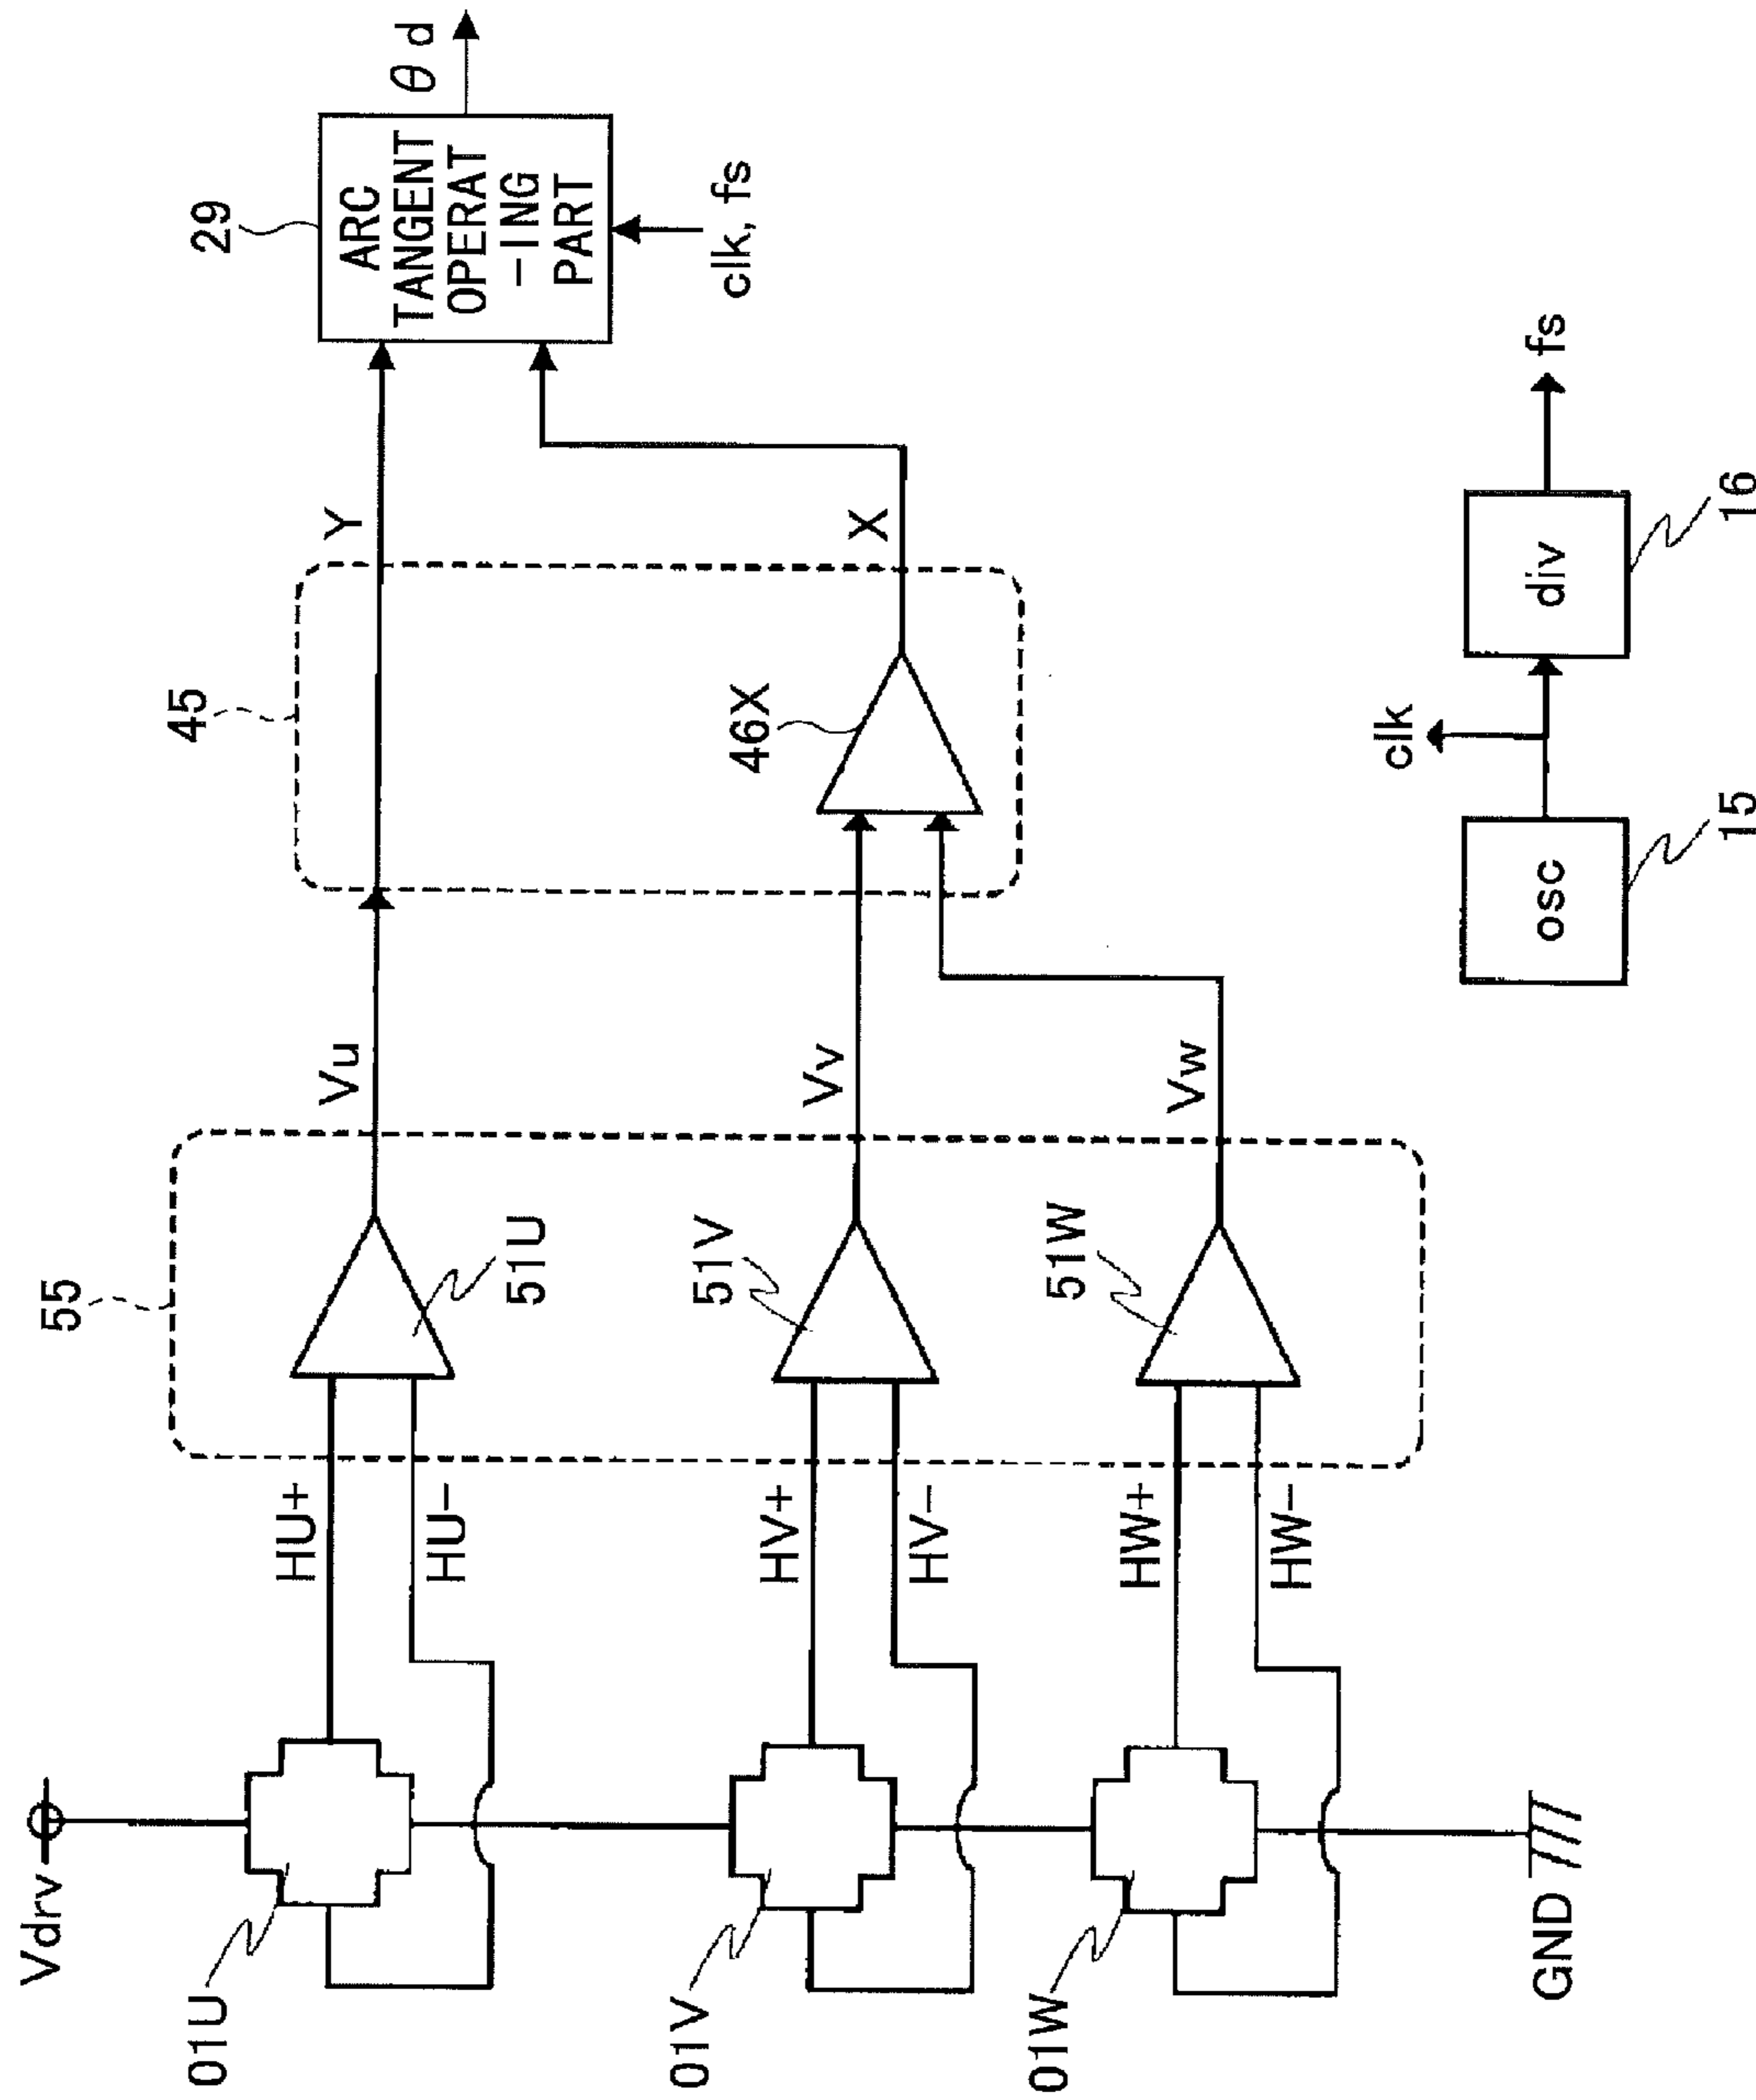 Vdrv
01U
01V
01W
GND
HU+
HU-
HV+
HV-
HW+
HW-
55
51U
51V
51W
Vu
Vv
Vw
45
46X
Y
X
29
ARC
TANGENT
OPERAT
-ING
PART
θd
clk, fs
osc
15
clk
div
16
fs